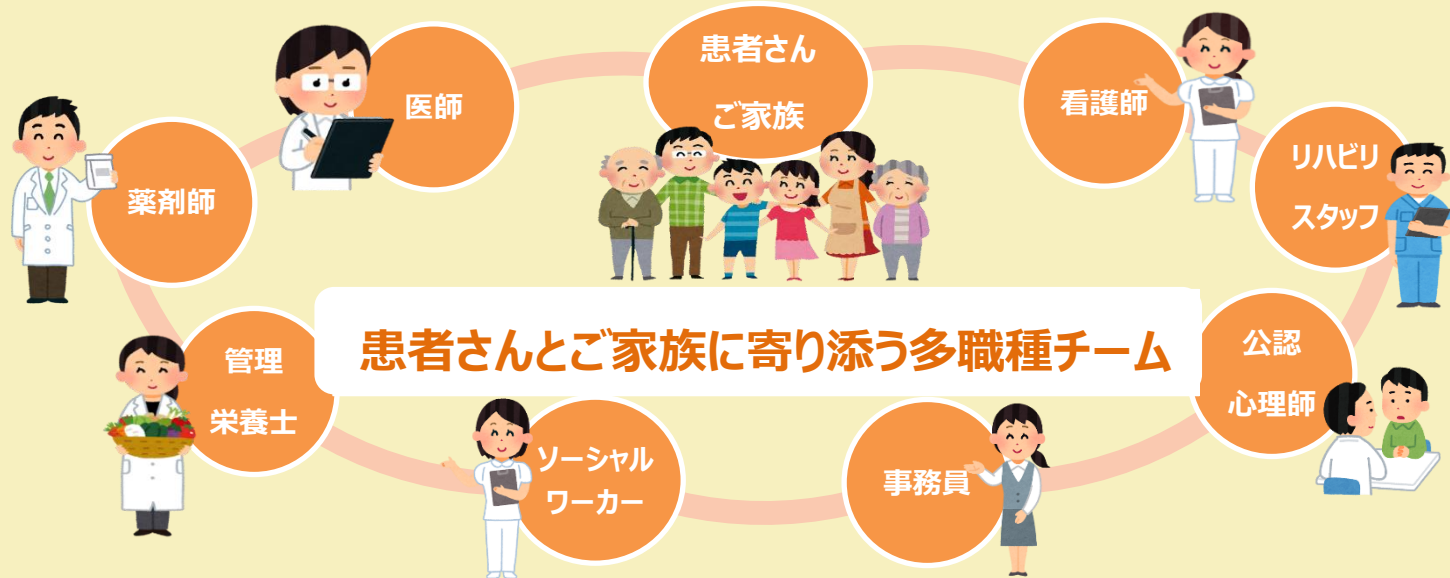 患者さん
ご家族
医師
看護師
リハビリ
スタッフ
薬剤師
患者さんとご家族に寄り添う多職種チーム
公認
心理師
管理
栄養士
ソーシャル
ワーカー
事務員